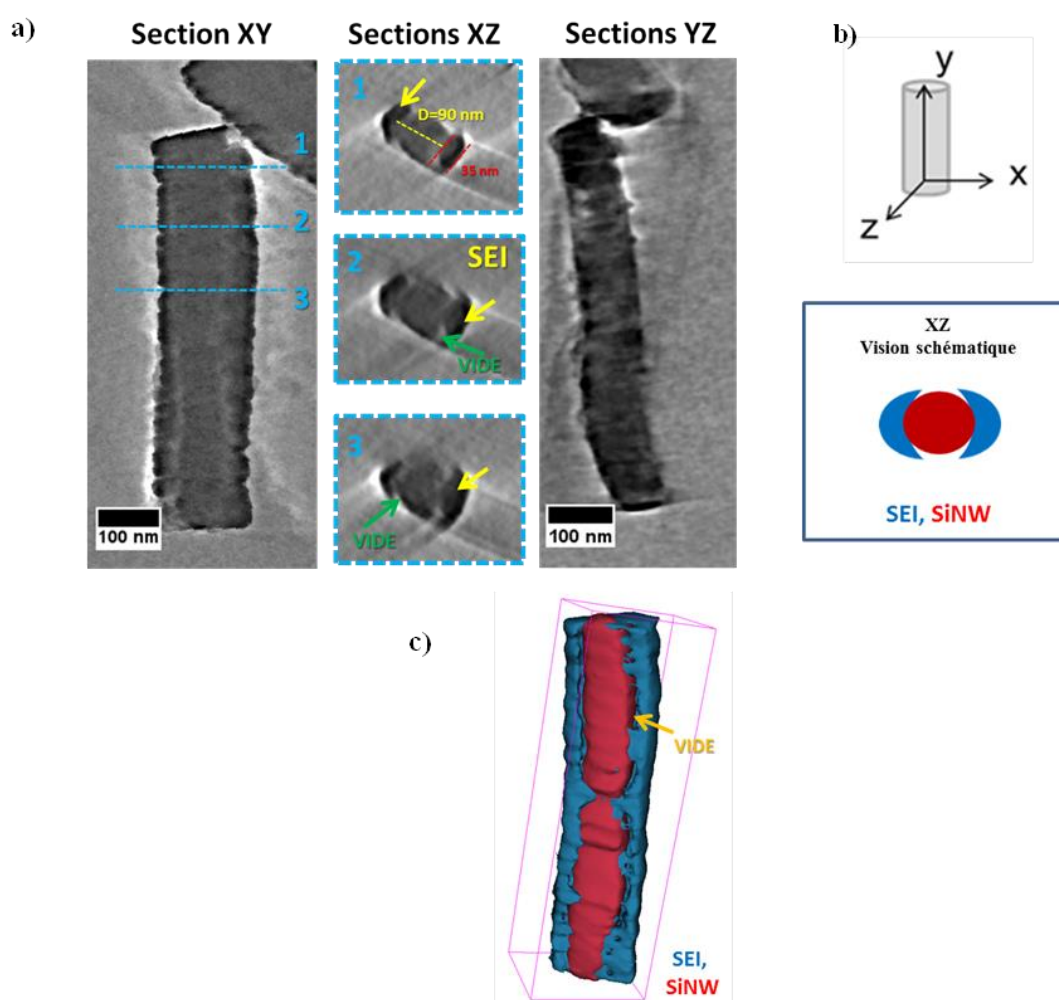 a)
Section XY
Sections XZ
Sections YZ
b)
1
2
3
100 nm
1
D=90 nm
35 nm
2
SEI
VIDE
3
VIDE
100 nm
y
x
z
XZ
Vision schématique
SEI, SiNW
c)
VIDE
SEI,
SiNW